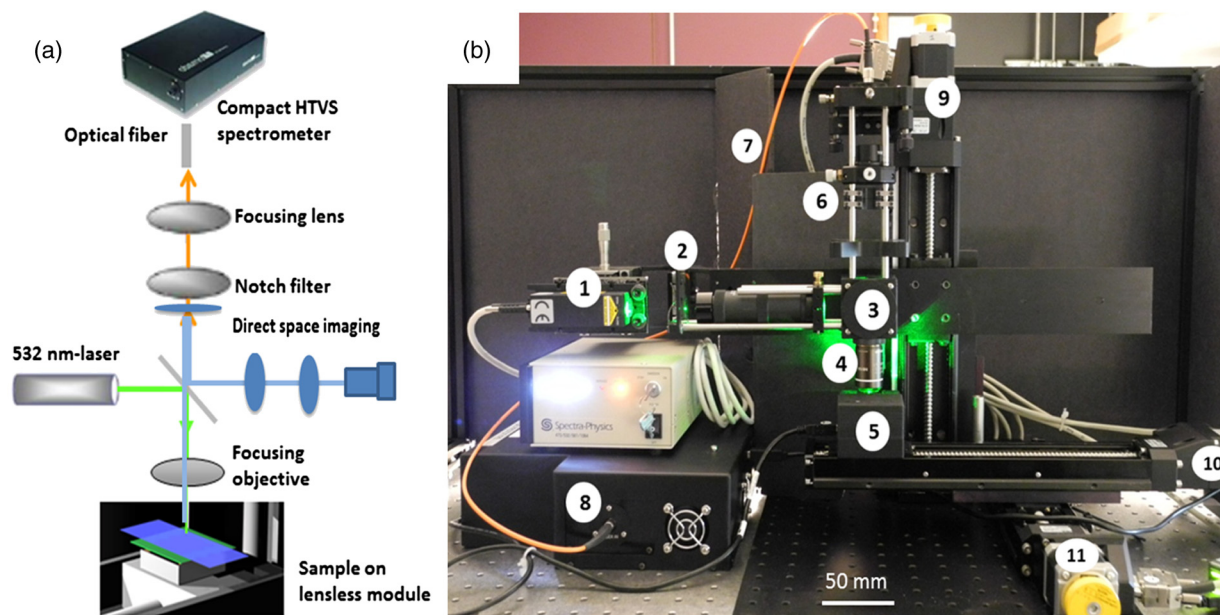 (a)
Compact HTVS
spectrometer
Optical fiber
Focusing lens
Notch filter
Direct space imaging
532 nm-laser
Focusing
objective
Sample on
lensless module
(b)
1
2
3
4
5
6
7
8
9
10
11
CE
Spectra-Physics
50 mm